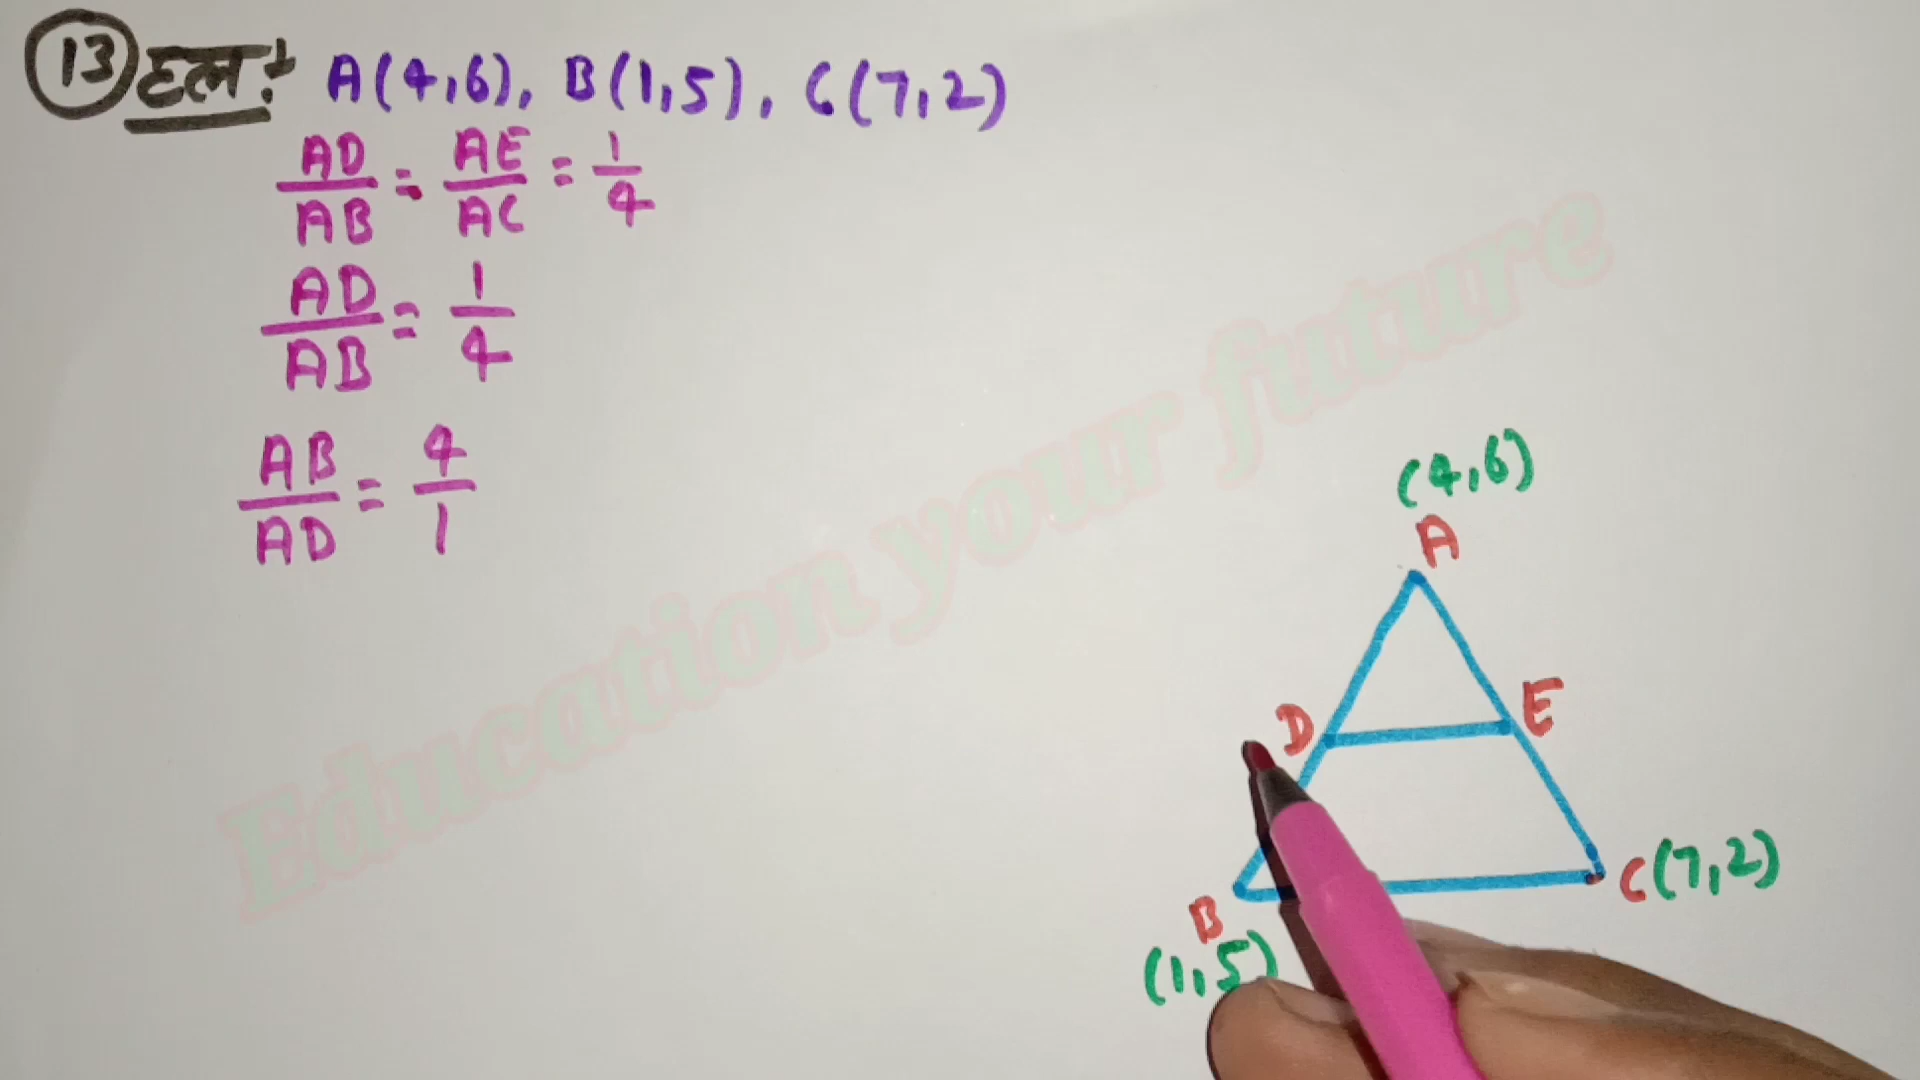 13 हल:- A(4,6), B(1,5), C(7,2)
AD/AB = AE/AC = 1/4
AD/AB = 1/4
AB/AD = 4/1
Education your future
(4,6)
A
D E
B C(7,2)
(1,5)